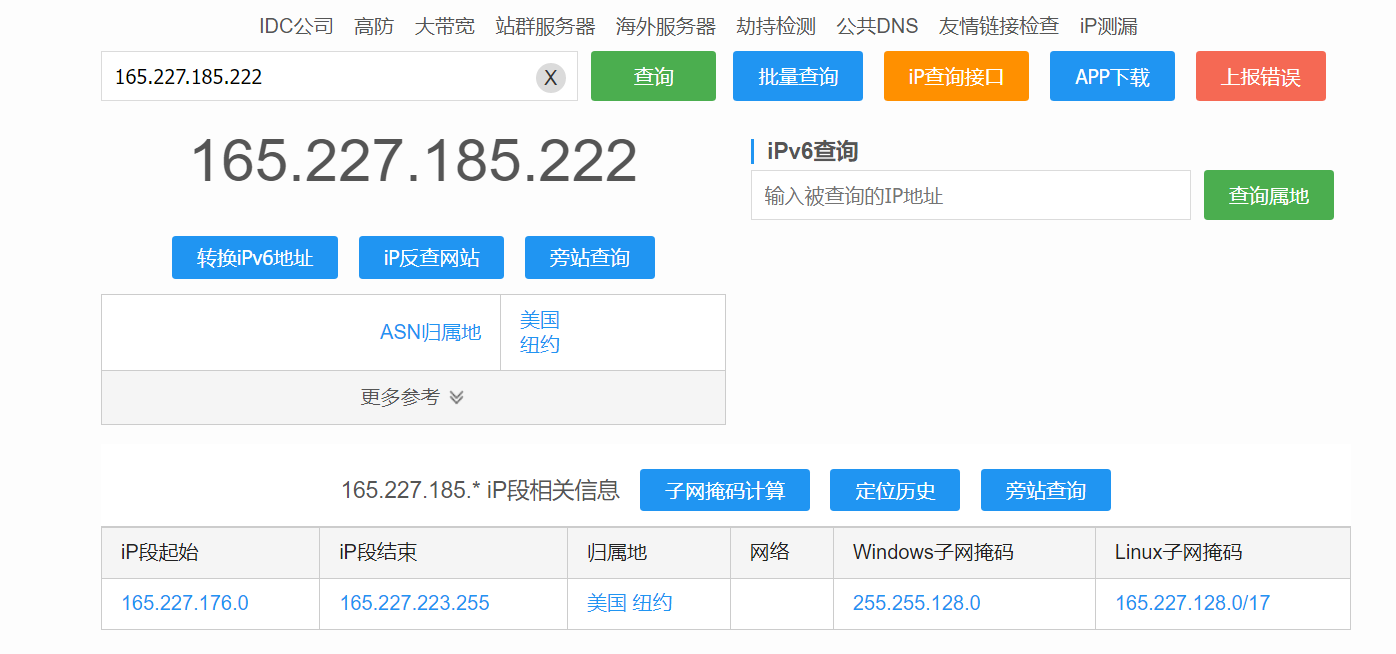 IDC公司 高防 大带宽 站群服务器 海外服务器 劫持检测 公共DNS 友情链接检查 iP测漏
165.227.185.222 X 查询 批量查询 iP查询接口 APP下载 上报错误
165.227.185.222
iPv6查询
输入被查询的IP地址 查询属地
转换iPv6地址 iP反查网站 旁站查询
ASN归属地
美国
纽约
更多参考
165.227.185.* iP段相关信息 子网掩码计算 定位历史 旁站查询
iP段起始 iP段结束 归属地 网络 Windows子网掩码 Linux子网掩码
165.227.176.0 165.227.223.255 美国 纽约 255.255.128.0 165.227.128.0/17